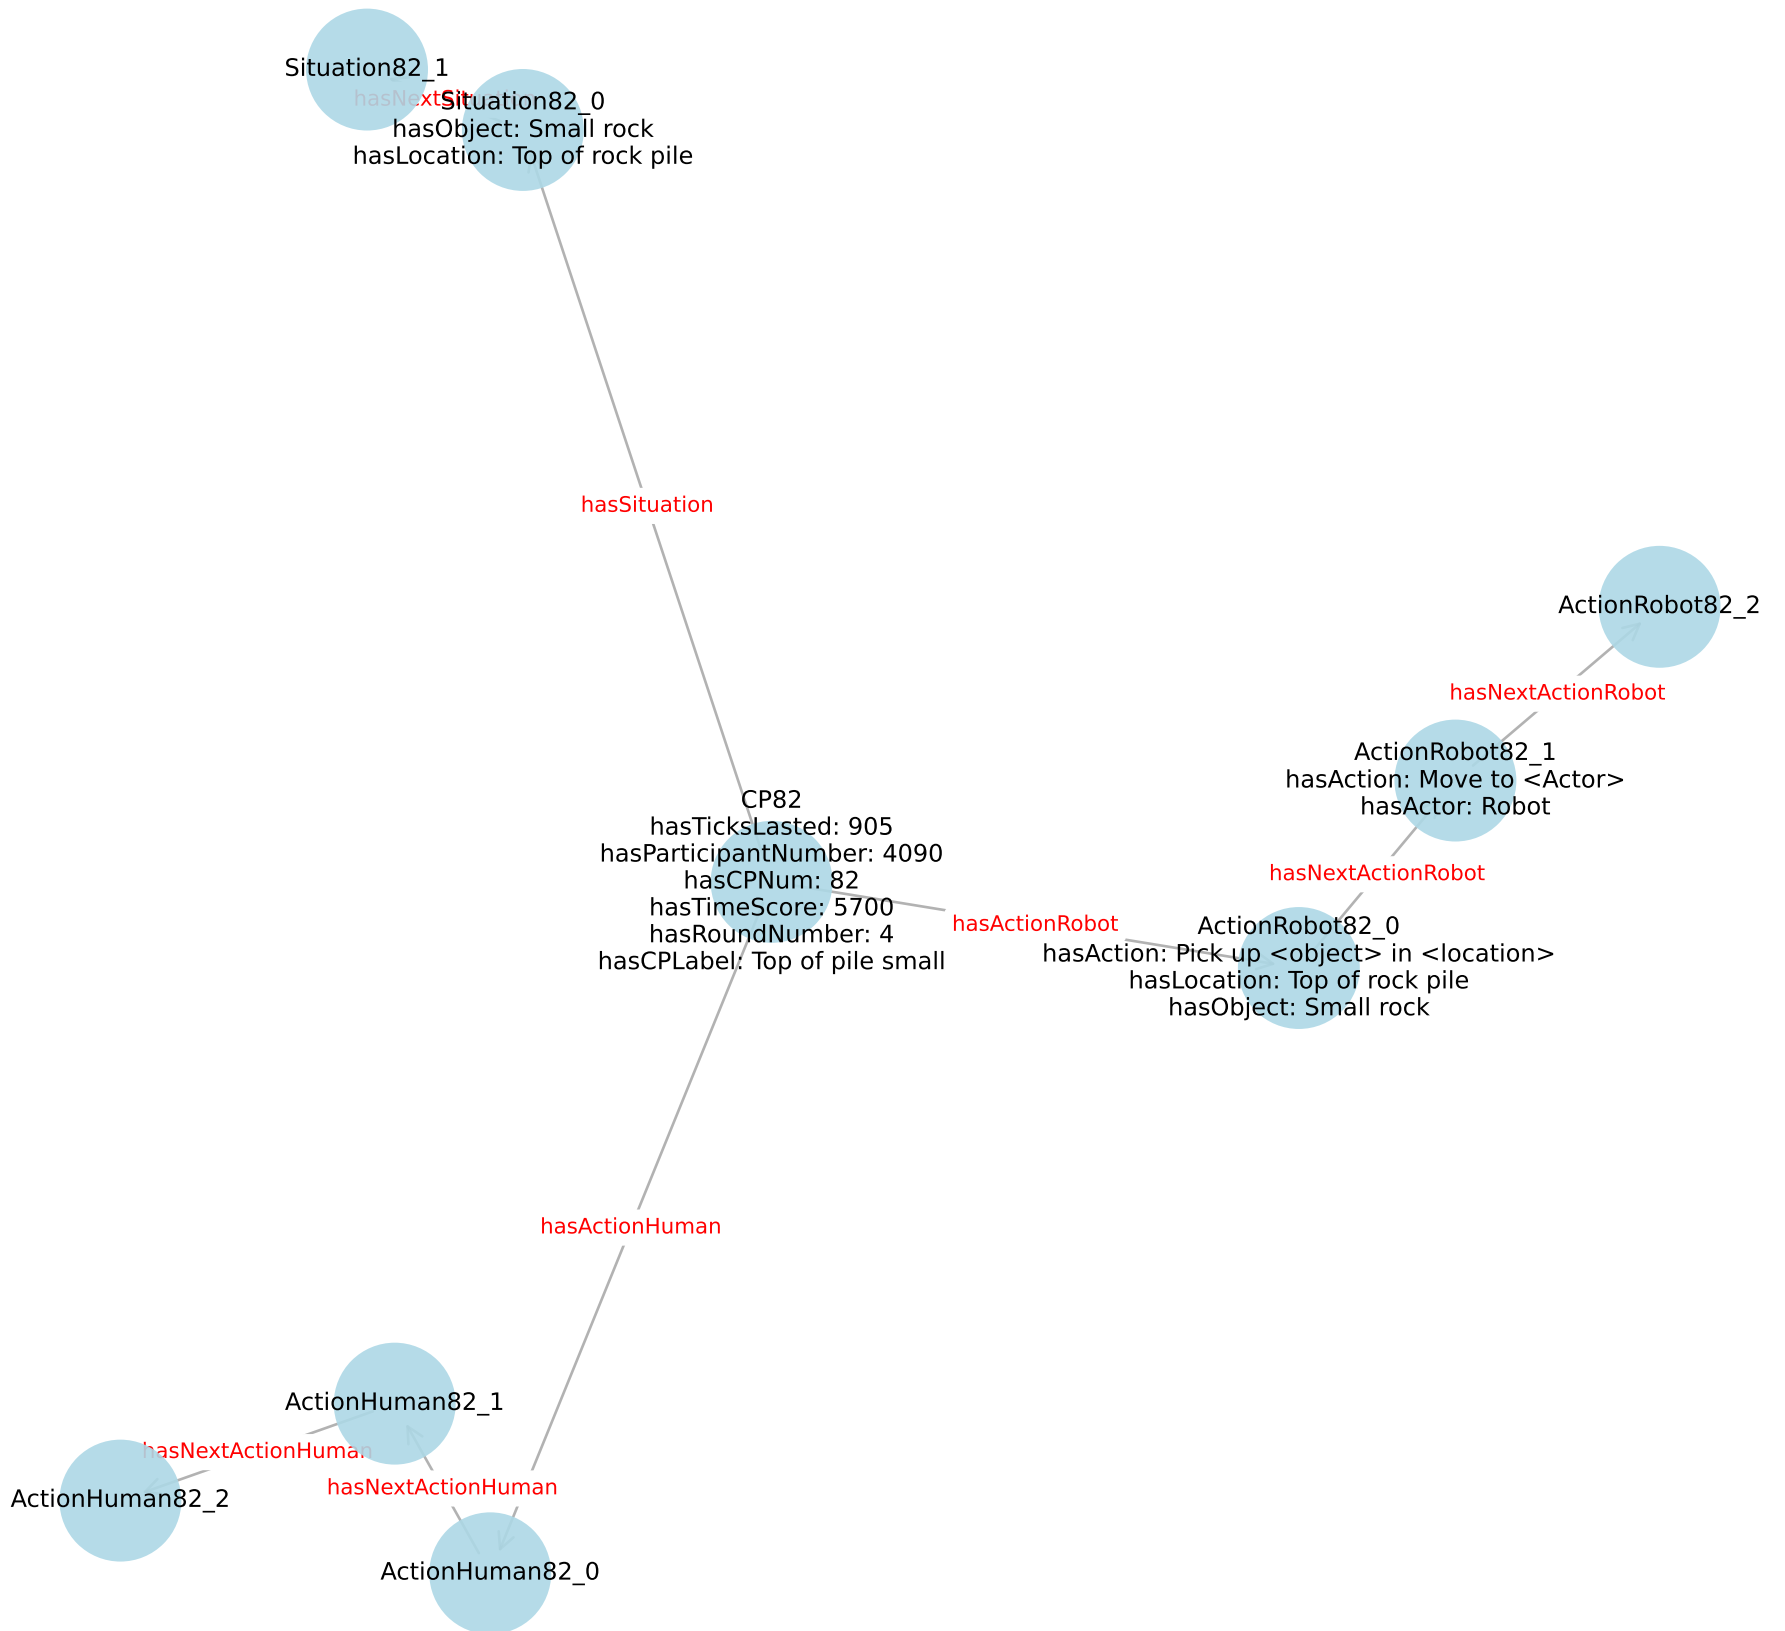 Situation82_1
hasNextSituation
Situation82_0
hasObject: Small rock
hasLocation: Top of rock pile
hasSituation
ActionRobot82_2
hasNextActionRobot
ActionRobot82_1
hasAction: Move to <Actor>
hasActor: Robot
hasNextActionRobot
CP82
hasTicksLasted: 905
hasParticipantNumber: 4090
hasCPNum: 82
hasTimeScore: 5700
hasRoundNumber: 4
hasCPLabel: Top of pile small
hasActionRobot
ActionRobot82_0
hasAction: Pick up <object> in <location>
hasLocation: Top of rock pile
hasObject: Small rock
hasActionHuman
ActionHuman82_1
hasNextActionHuman
ActionHuman82_2
hasNextActionHuman
ActionHuman82_0